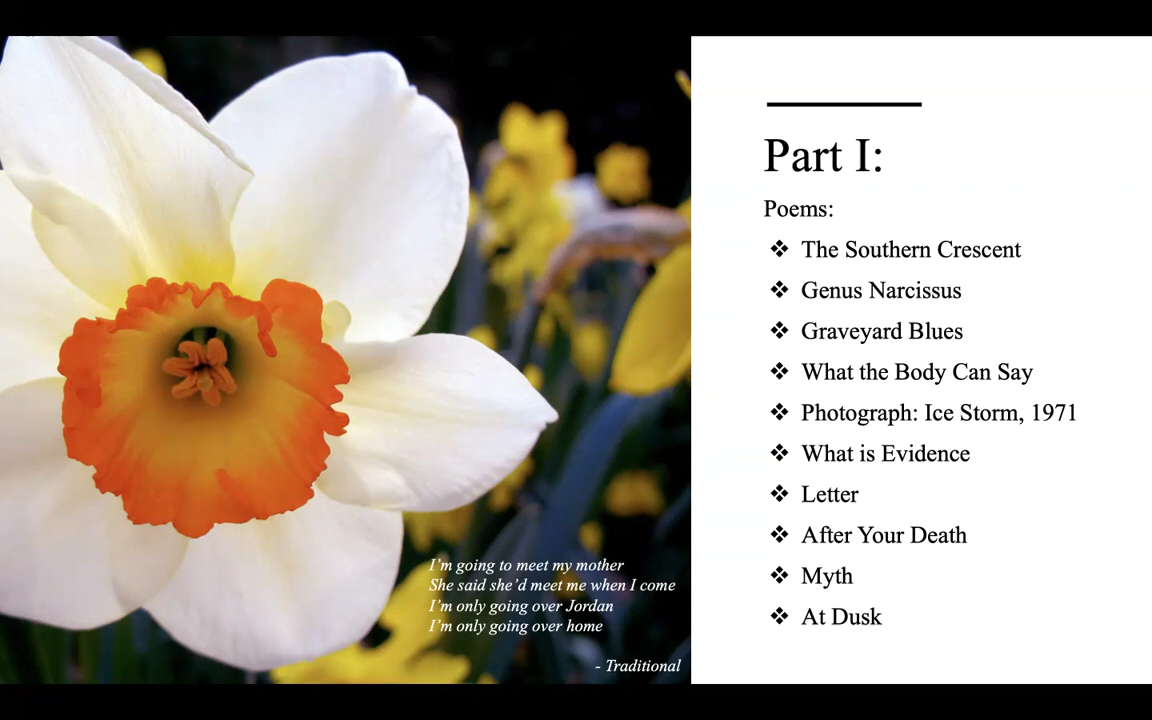 I'm going to meet my mother
She said she'd meet me when I come
I'm only going over Jordan
I'm only going over home
- Traditional
Part I:
Poems:
❖ The Southern Crescent
❖ Genus Narcissus
❖ Graveyard Blues
❖ What the Body Can Say
❖ Photograph: Ice Storm, 1971
❖ What is Evidence
❖ Letter
❖ After Your Death
❖ Myth
❖ At Dusk